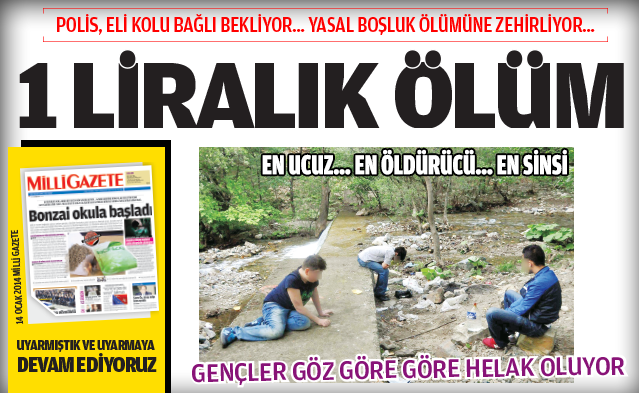 POLİS, ELİ KOLU BAĞLI BEKLİYOR... YASAL BOŞLUK ÖLÜMÜNE ZEHİRLİYOR...
1 LİRALIK ÖLÜM
EN UCUZ... EN ÖLDÜRÜCÜ... EN SİNSİ
MİLLİ GAZETE
Bonzai okula başladı
14 OCAK 2014 MİLLİ GAZETE
UYARMIŞTIK VE UYARMAYA
DEVAM EDİYORUZ
GENÇLER GÖZ GÖRE GÖRE HELAK OLUYOR